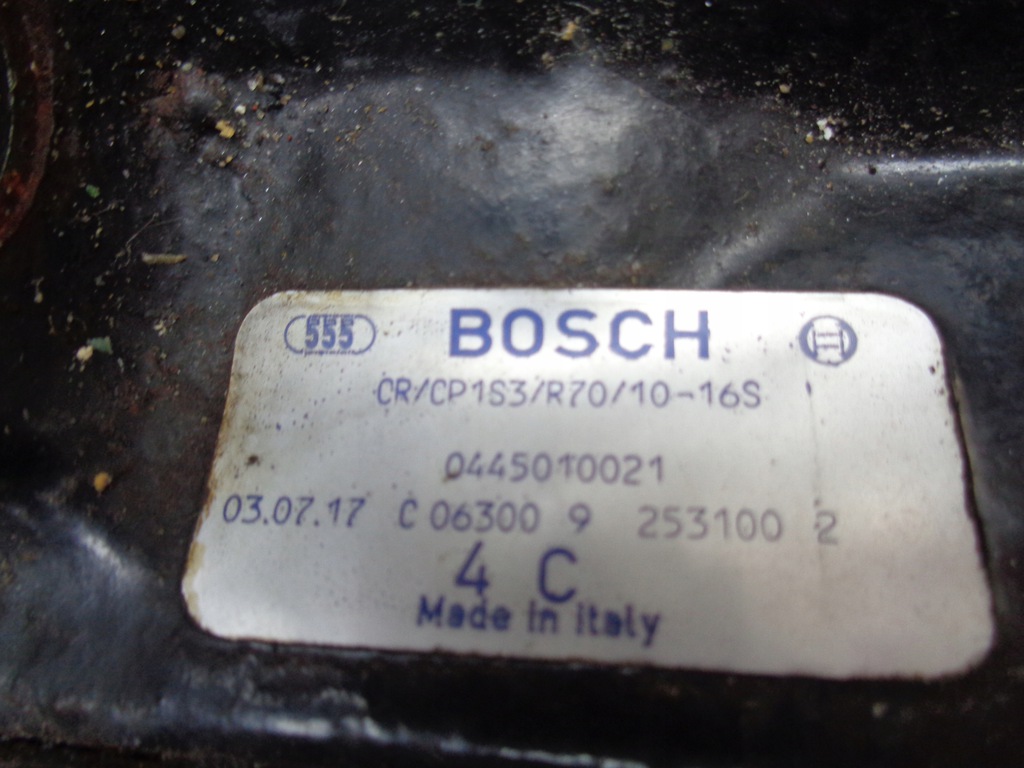 555 BOSCH
CR/CP1S3/R70/10-16S
0445010021
03.07.17 C 06300 9 253100 2
4 C
Made in italy